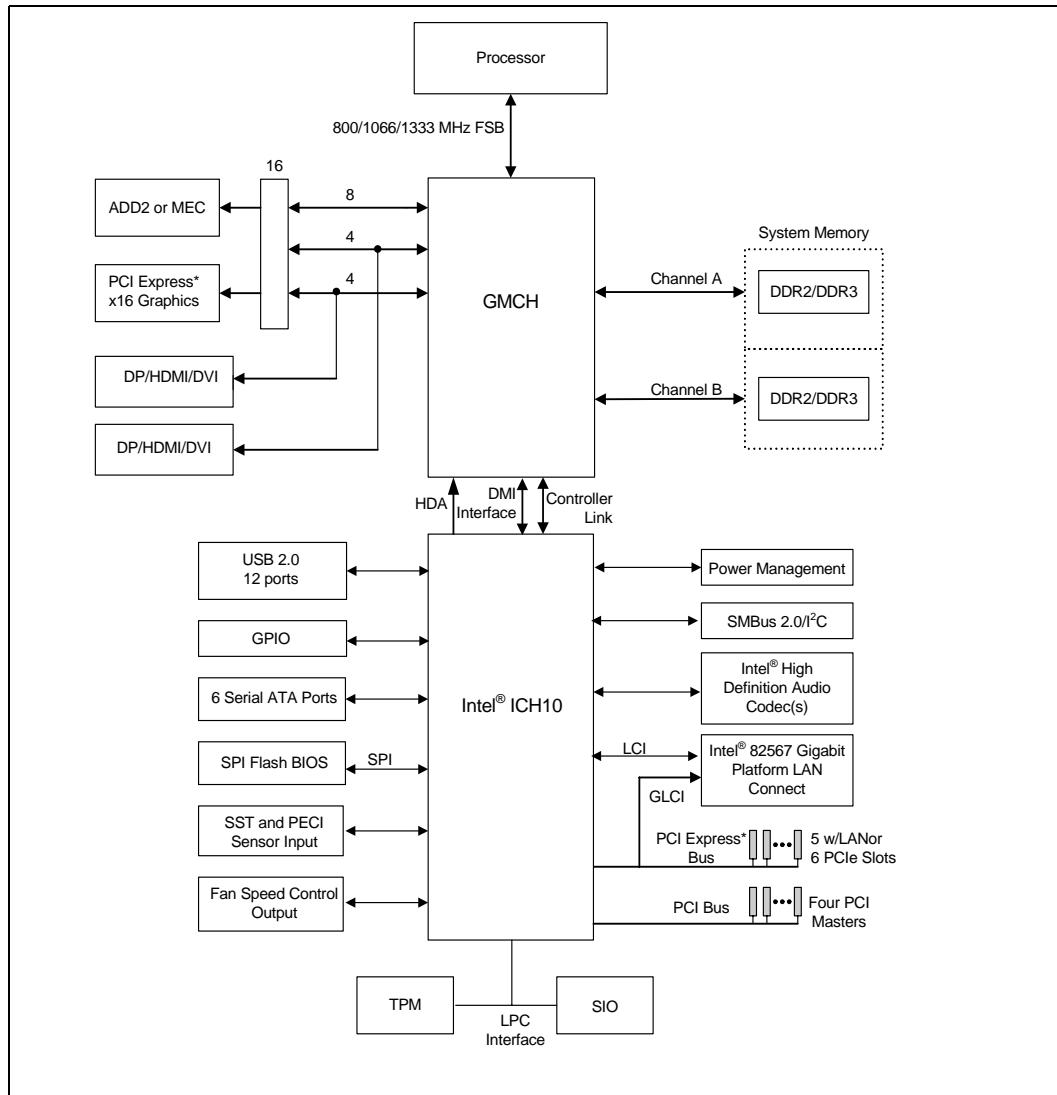 Processor
800/1066/1333 MHz FSB
16
ADD2 or MEC
8
4
PCI Express*
x16 Graphics
4
GMCH
System Memory
Channel A
DDR2/DDR3
DP/HDMI/DVI
Channel B
DDR2/DDR3
DP/HDMI/DVI
HDA
DMI
Interface
Controller
Link
USB 2.0
12 ports
Power Management
GPIO
SMBus 2.0/I²C
6 Serial ATA Ports
Intel® ICH10
Intel® High
Definition Audio
Codec(s)
SPI Flash BIOS
SPI
LCI
Intel® 82567 Gigabit
Platform LAN
Connect
GLCI
SST and PECI
Sensor Input
PCI Express*
Bus
5 w/LANor
6 PCIe Slots
Fan Speed Control
Output
PCI Bus
Four PCI
Masters
TPM
SIO
LPC
Interface